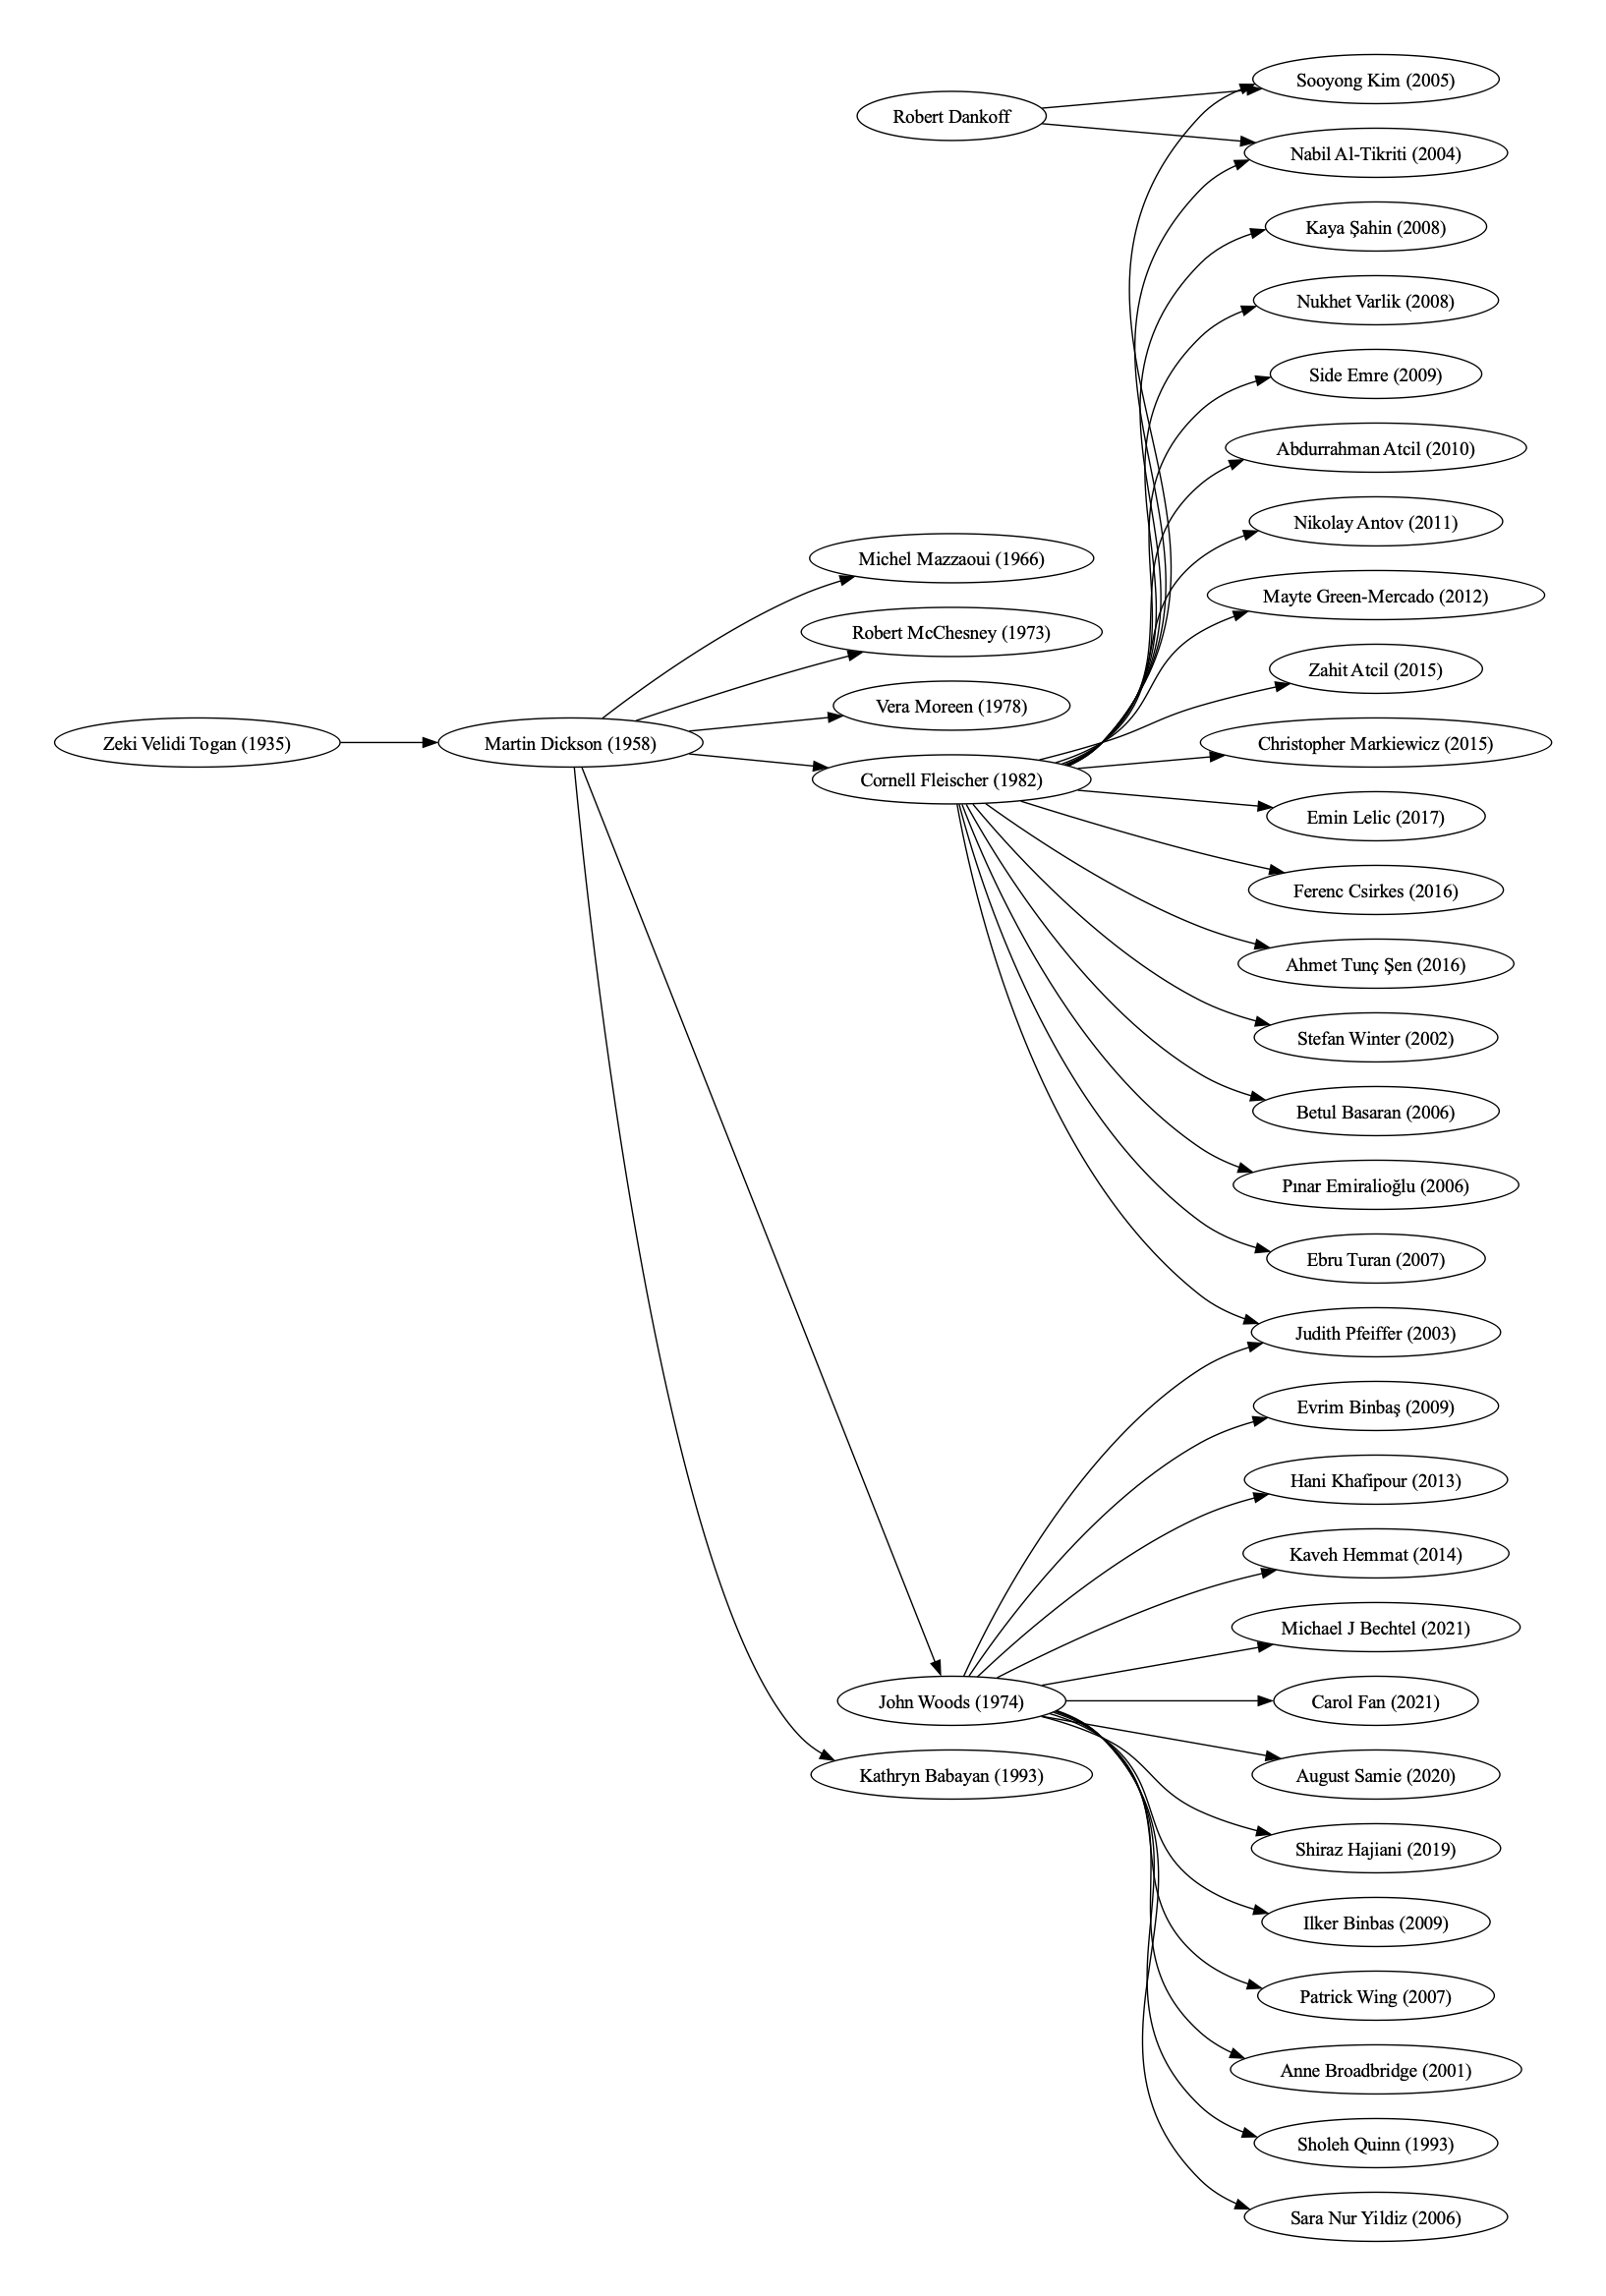 Zeki Velidi Togan (1935)
Martin Dickson (1958)
Robert Dankoff
Michel Mazzaoui (1966)
Robert McChesney (1973)
Vera Moreen (1978)
Cornell Fleischer (1982)
John Woods (1974)
Kathryn Babayan (1993)
Sooyong Kim (2005)
Nabil Al-Tikriti (2004)
Kaya Şahin (2008)
Nukhet Varlik (2008)
Side Emre (2009)
Abdurrahman Atcil (2010)
Nikolay Antov (2011)
Mayte Green-Mercado (2012)
Zahit Atcil (2015)
Christopher Markiewicz (2015)
Emin Lelic (2017)
Ferenc Csirkes (2016)
Ahmet Tunç Şen (2016)
Stefan Winter (2002)
Betul Basaran (2006)
Pınar Emiralioğlu (2006)
Ebru Turan (2007)
Judith Pfeiffer (2003)
Evrim Binbaş (2009)
Hani Khafipour (2013)
Kaveh Hemmat (2014)
Michael J Bechtel (2021)
Carol Fan (2021)
August Samie (2020)
Shiraz Hajiani (2019)
Ilker Binbas (2009)
Patrick Wing (2007)
Anne Broadbridge (2001)
Sholeh Quinn (1993)
Sara Nur Yildiz (2006)